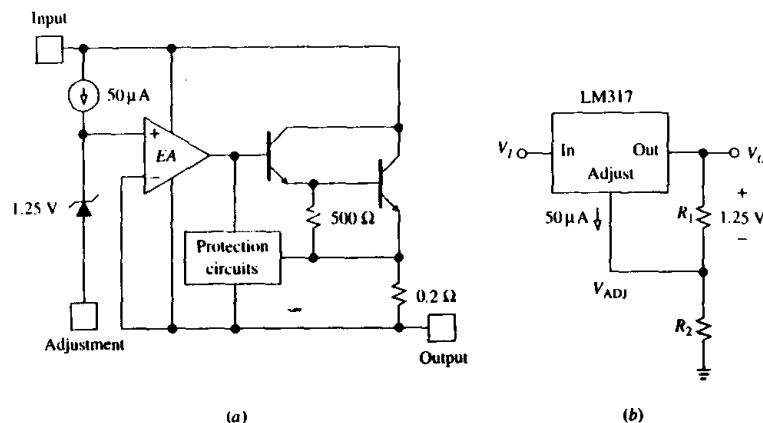 Input
50 μA
+
EA
−
1.25 V
500 Ω
Protection
circuits
0.2 Ω
Adjustment
Output
(a)
LM317
V_I
In
Out
Adjust
50 μA
R_1
+
1.25 V
−
V_ADJ
R_2
(b)